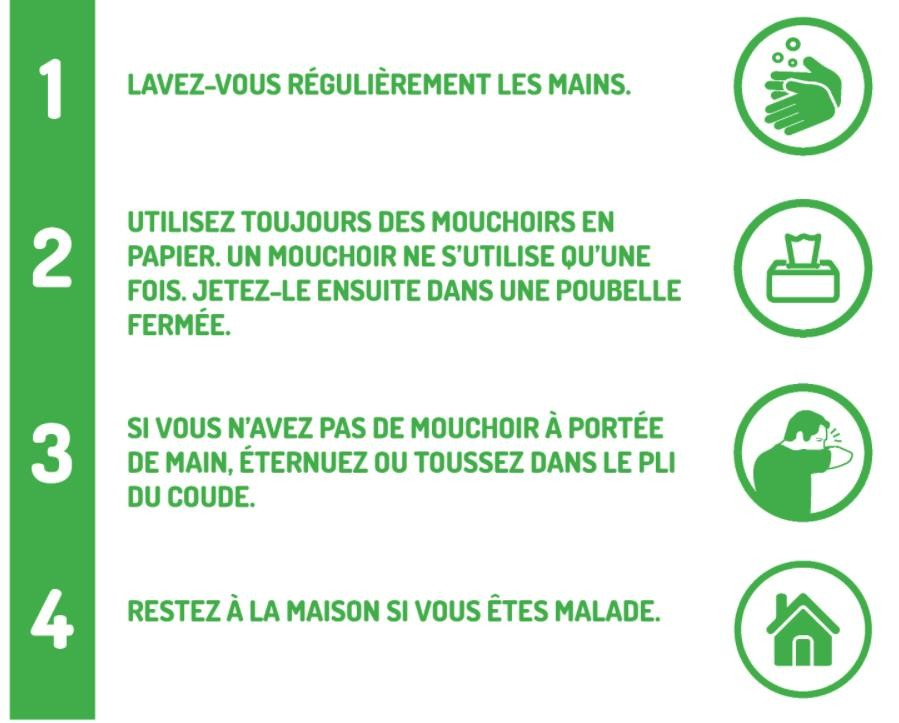 1
LAVEZ-VOUS RÉGULIÈREMENT LES MAINS.
2
UTILISEZ TOUJOURS DES MOUCHOIRS EN
PAPIER. UN MOUCHOIR NE S'UTILISE QU'UNE
FOIS. JETEZ-LE ENSUITE DANS UNE POUBELLE
FERMÉE.
3
SI VOUS N'AVEZ PAS DE MOUCHOIR À PORTÉE
DE MAIN, ÉTERNUEZ OU TOUSSEZ DANS LE PLI
DU COUDE.
4
RESTEZ À LA MAISON SI VOUS ÊTES MALADE.